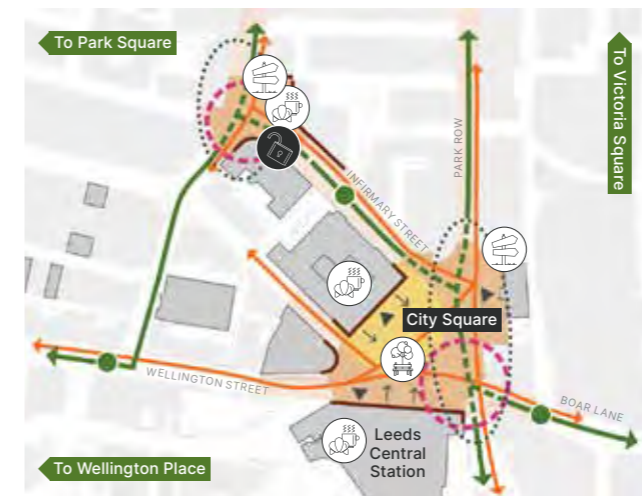 To Park Square
To Victoria Square
PARK ROW
INFIRMARY STREET
City Square
WELLINGTON STREET
BOAR LANE
Leeds
Central
Station
To Wellington Place